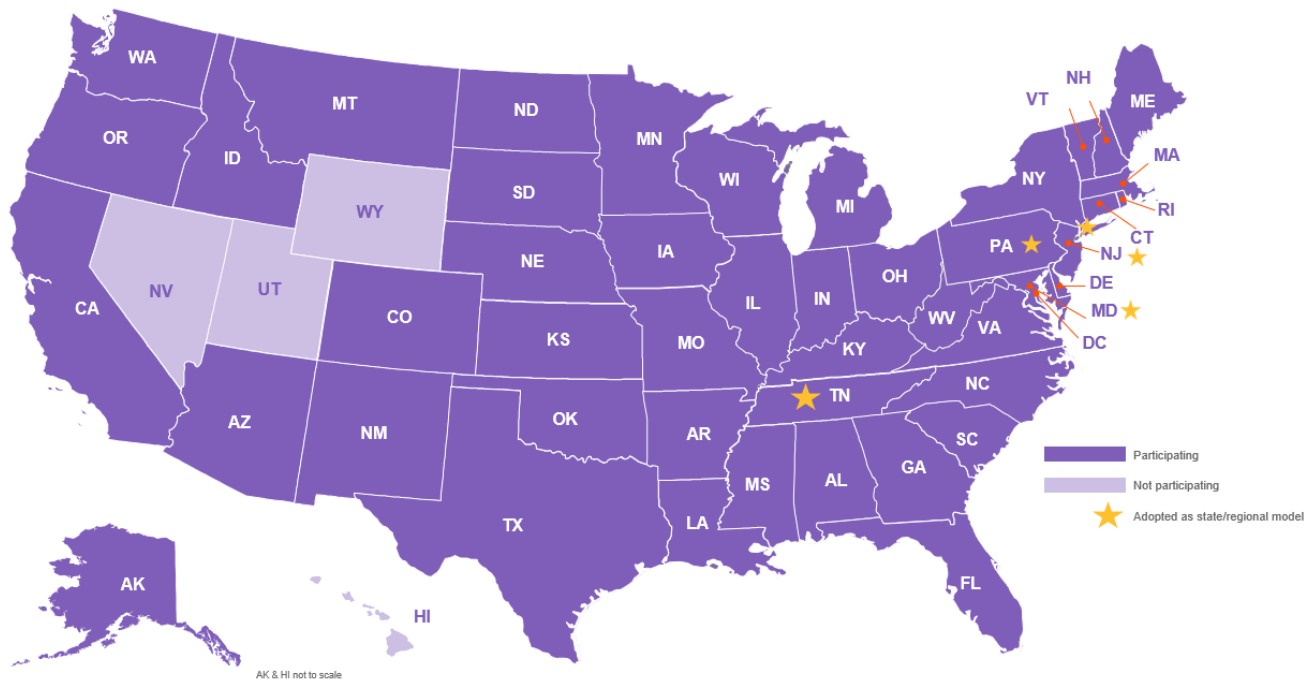 WA
MT
ND
MN
OR
ID
SD
WI
MI
NH
VT
ME
MA
NY
RI
CT
WY
NE
IA
PA
NJ
OH
DE
NV
UT
CA
CO
IL
IN
WV
MD
VA
DC
KS
MO
KY
AZ
NM
OK
AR
TN
NC
SC
MS
AL
GA
TX
LA
FL
Participating
Not participating
Adopted as state/regional model
AK
HI
AK & HI not to scale